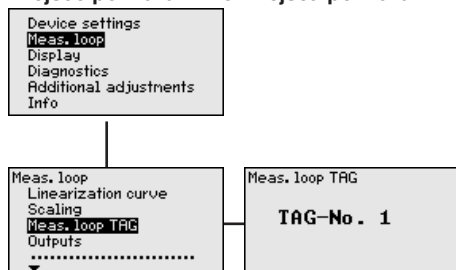 Device settings
Meas. loop
Display
Diagnostics
Additional adjustments
Info
Meas. loop
Linearization curve
Scaling
Meas. loop TAG
Outputs
Meas. loop TAG
TAG-No. 1